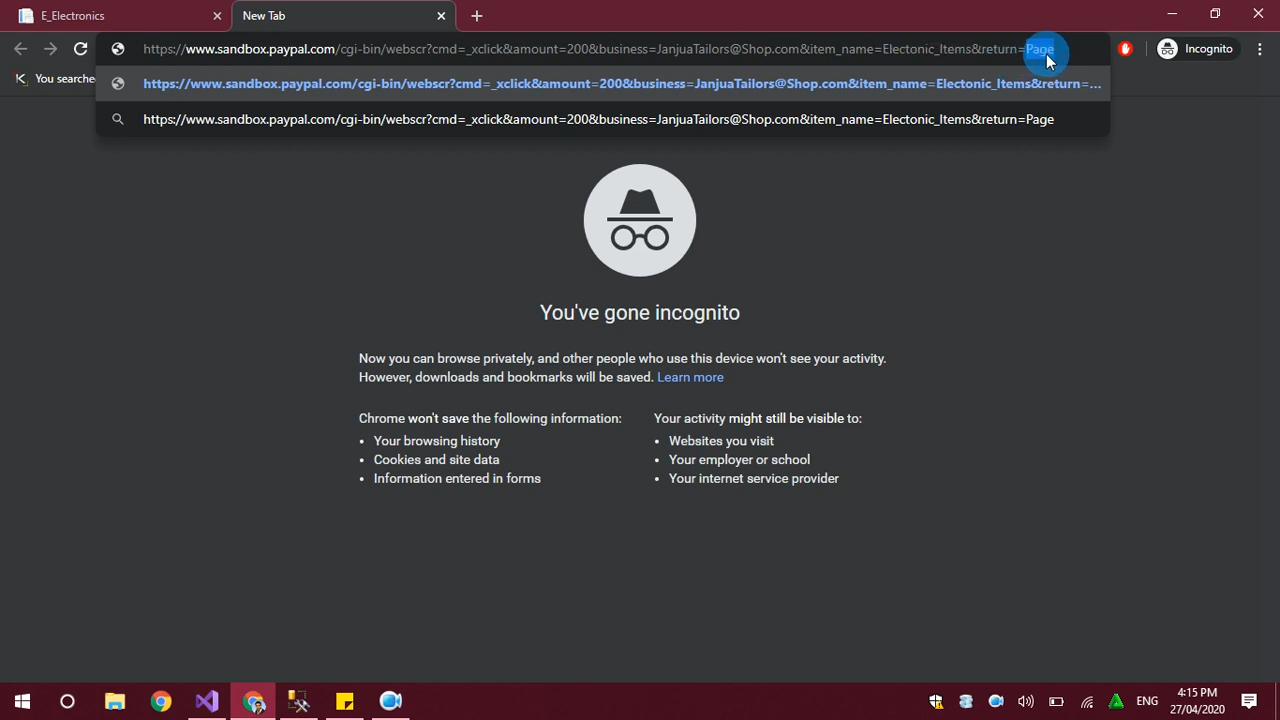 E_Electronics
New Tab
https://www.sandbox.paypal.com/cgi-bin/webscr?cmd=_xclick&amount=200&business=JanjuaTailors@Shop.com&item_name=Electonic_Items&return=Page
Incognito
You searche
https://www.sandbox.paypal.com/cgi-bin/webscr?cmd=_xclick&amount=200&business=JanjuaTailors@Shop.com&item_name=Electonic_Items&return=...
https://www.sandbox.paypal.com/cgi-bin/webscr?cmd=_xclick&amount=200&business=JanjuaTailors@Shop.com&item_name=Electonic_Items&return=Page
You've gone incognito
Now you can browse privately, and other people who use this device won't see your activity.
However, downloads and bookmarks will be saved. Learn more
Chrome won't save the following information:
• Your browsing history
• Cookies and site data
• Information entered in forms
Your activity might still be visible to:
• Websites you visit
• Your employer or school
• Your internet service provider
ENG
4:15 PM
27/04/2020